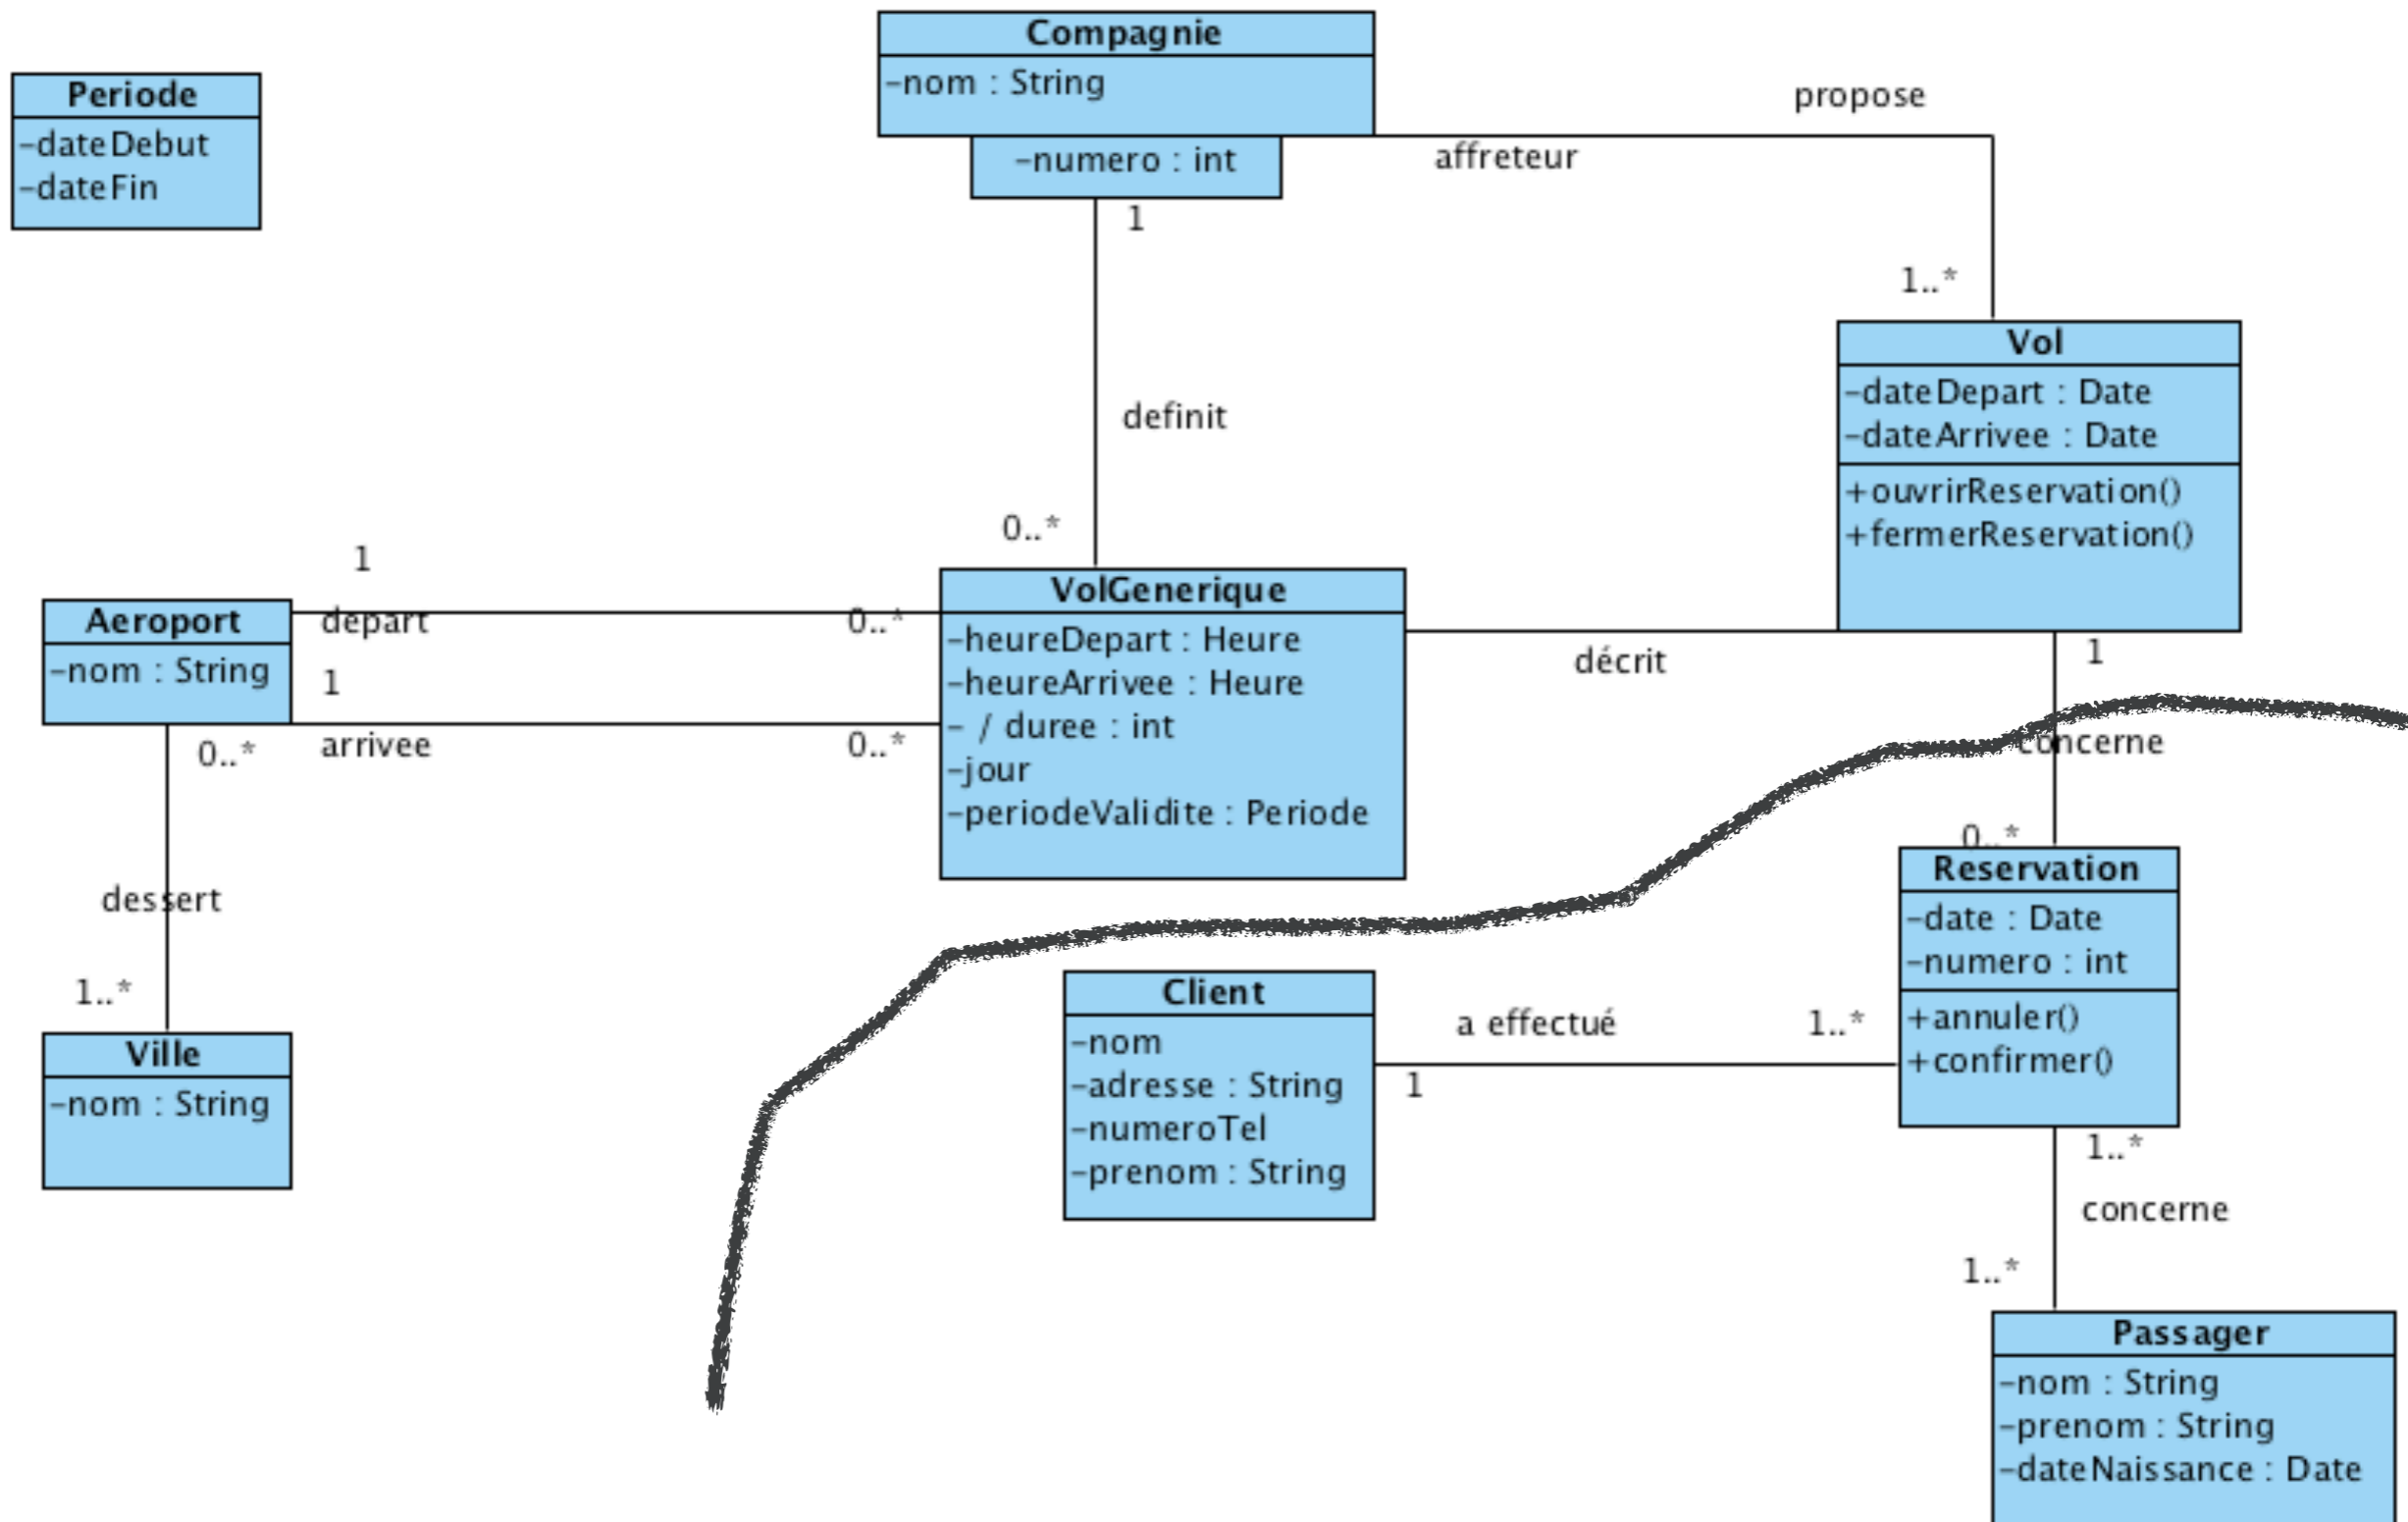 Compagnie
-nom : String
-numero : int
propose
affreteur
1
1..*
Periode
-dateDebut
-dateFin
definit
0..*
Vol
-dateDepart : Date
-dateArrivee : Date
+ouvrirReservation()
+fermerReservation()
1
depart
0..*
Aeroport
-nom : String
1
arrivee
0..*
VolGenerique
-heureDepart : Heure
-heureArrivee : Heure
- / duree : int
-jour
-periodeValidite : Periode
décrit
1
concerne
0..*
0..*
dessert
1..*
Ville
-nom : String
Reservation
-date : Date
-numero : int
+annuler()
+confirmer()
Client
-nom
-adresse : String
-numeroTel
-prenom : String
a effectué
1..*
1
1..*
concerne
1..*
Passager
-nom : String
-prenom : String
-dateNaissance : Date